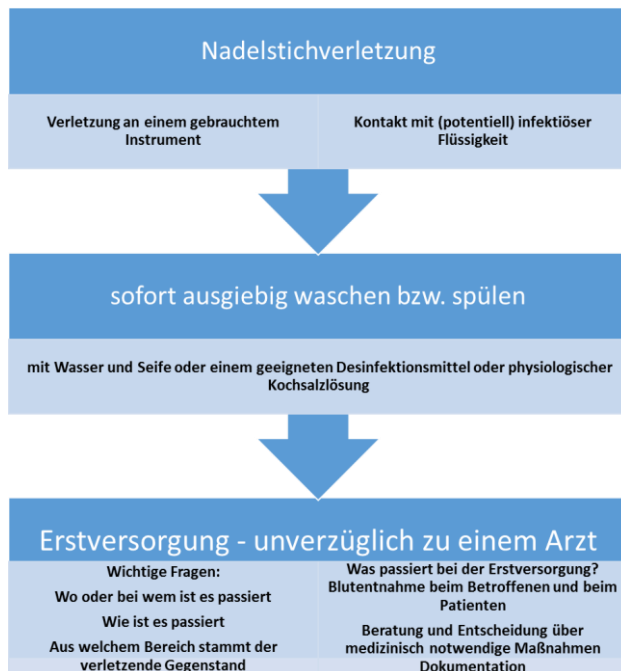 Nadelstichverletzung
Verletzung an einem gebrauchtem
Instrument
Kontakt mit (potentiell) infektiöser
Flüssigkeit
sofort ausgiebig waschen bzw. spülen
mit Wasser und Seife oder einem geeigneten Desinfektionsmittel oder physiologischer
Kochsalzlösung
Erstversorgung - unverzüglich zu einem Arzt
Wichtige Fragen:
Wo oder bei wem ist es passiert
Wie ist es passiert
Aus welchem Bereich stammt der
verletzende Gegenstand
Was passiert bei der Erstversorgung?
Blutentnahme beim Betroffenen und beim
Patienten
Beratung und Entscheidung über
medizinisch notwendige Maßnahmen
Dokumentation